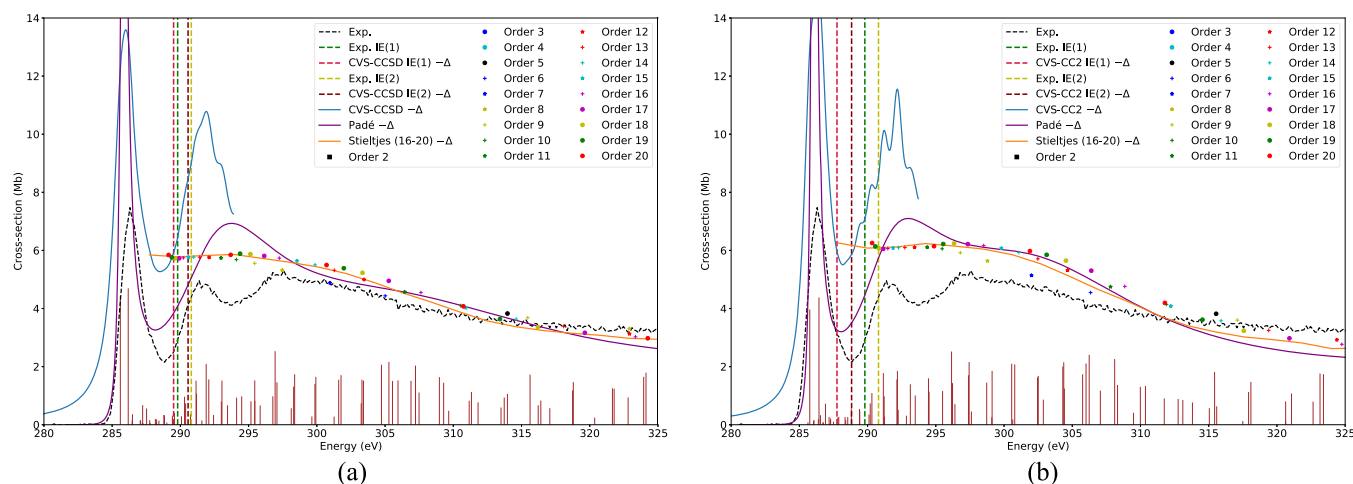 14
12
10
8
6
4
2
0
Cross-section (Mb)
280 285 290 295 300 305 310 315 320 325
Energy (eV)
Exp.
Exp. IE(1)
CVS-CCSD IE(1) −Δ
Exp. IE(2)
CVS-CCSD IE(2) −Δ
CVS-CCSD −Δ
Padé −Δ
Stieltjes (16-20) −Δ
Order 2
Order 3
Order 4
Order 5
Order 6
Order 7
Order 8
Order 9
Order 10
Order 11
Order 12
Order 13
Order 14
Order 15
Order 16
Order 17
Order 18
Order 19
Order 20
(a)
14
12
10
8
6
4
2
0
Cross-section (Mb)
280 285 290 295 300 305 310 315 320 325
Energy (eV)
Exp.
Exp. IE(1)
CVS-CC2 IE(1) −Δ
Exp. IE(2)
CVS-CC2 IE(2) −Δ
CVS-CC2 −Δ
Padé −Δ
Stieltjes (16-20) −Δ
Order 2
Order 3
Order 4
Order 5
Order 6
Order 7
Order 8
Order 9
Order 10
Order 11
Order 12
Order 13
Order 14
Order 15
Order 16
Order 17
Order 18
Order 19
Order 20
(b)